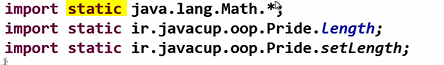 import static java.lang.Math.*;
import static ir.javacup.oop.Pride.length;
import static ir.javacup.oop.Pride.setLength;